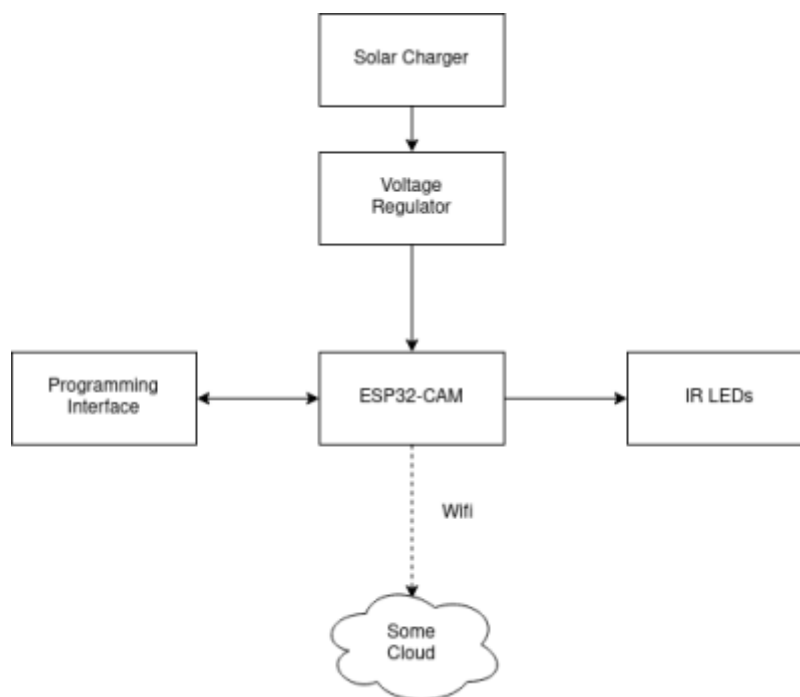 Solar Charger
Voltage
Regulator
Programming
Interface
ESP32-CAM
IR LEDs
Wifi
Some
Cloud